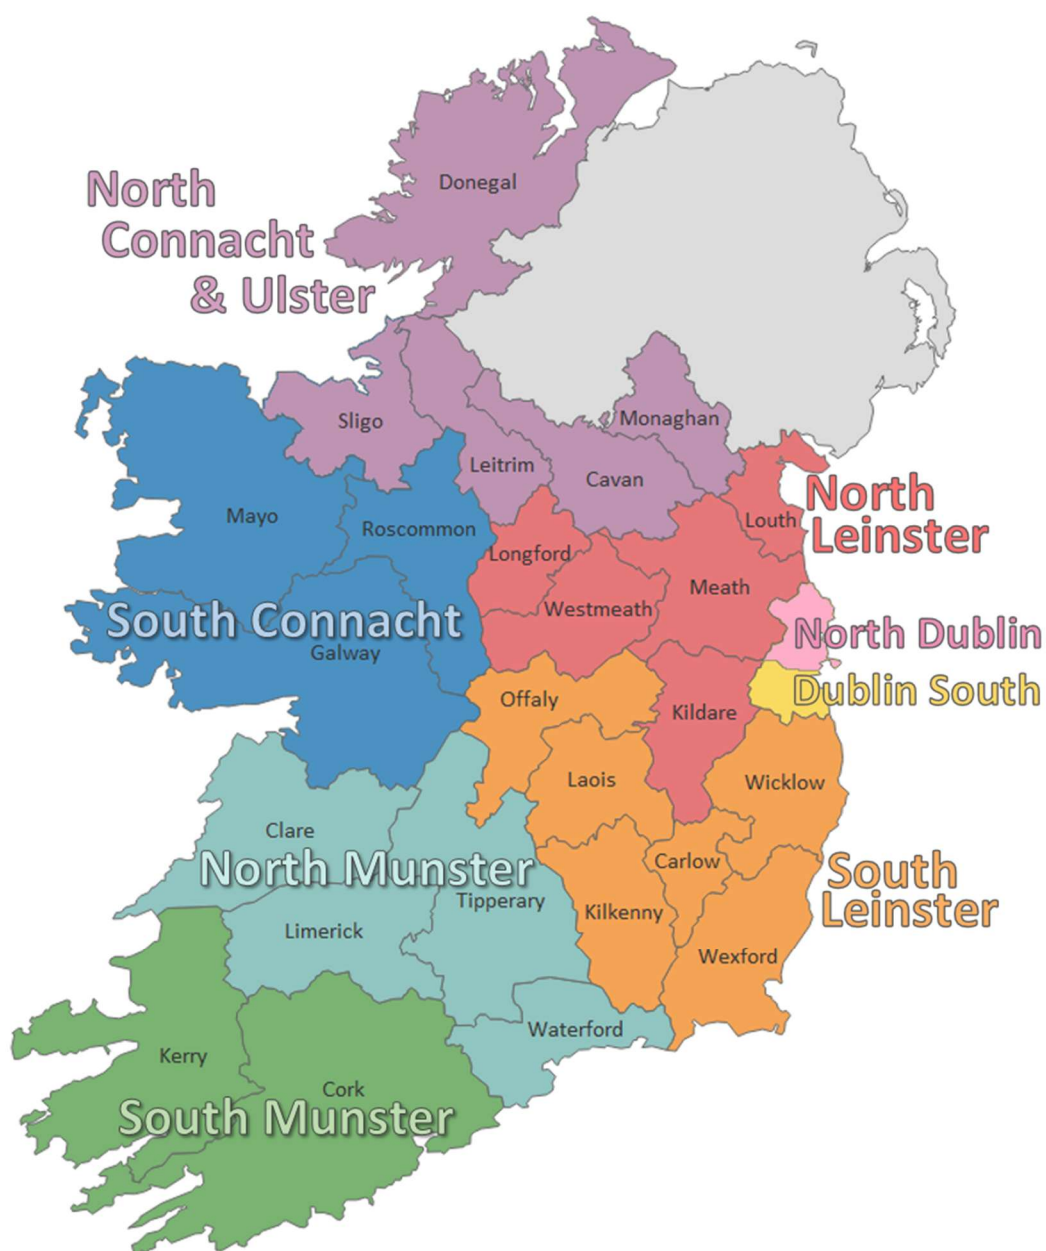 Donegal
North
Connacht
& Ulster
Monaghan
Sligo
Leitrim
Cavan
North
Leinster
Mayo
Roscommon
Louth
Longford
Meath
Westmeath
South Connacht
Galway
North Dublin
Dublin South
Offaly
Kildare
Laois
Wicklow
Clare
Carlow
North Munster
South
Leinster
Tipperary
Kilkenny
Limerick
Wexford
Waterford
Kerry
Cork
South Munster